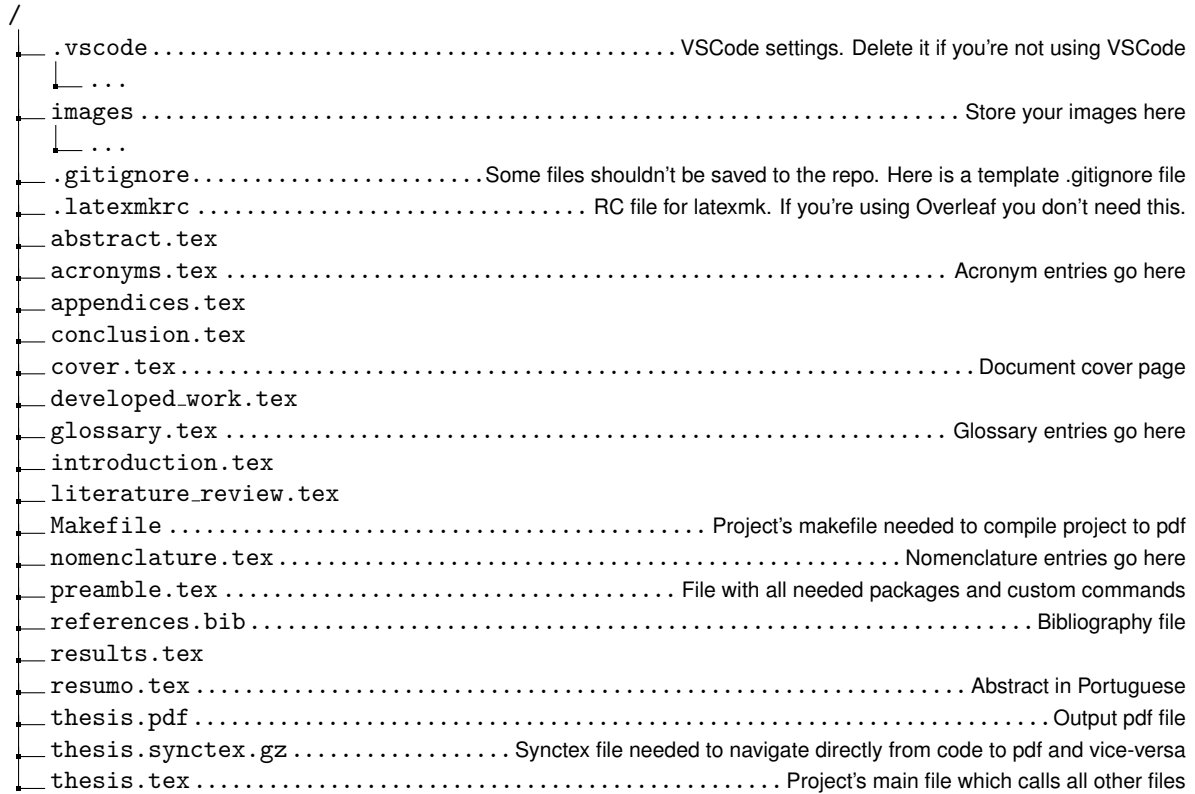 /
.vscode ........................................ VSCode settings. Delete it if you're not using VSCode
...
images ........................................ Store your images here
...
.gitignore ........................................ Some files shouldn't be saved to the repo. Here is a template .gitignore file
.latexmkrc ........................................ RC file for latexmk. If you're using Overleaf you don't need this.
abstract.tex
acronyms.tex ........................................ Acronym entries go here
appendices.tex
conclusion.tex
cover.tex ........................................ Document cover page
developed_work.tex
glossary.tex ........................................ Glossary entries go here
introduction.tex
literature_review.tex
Makefile ........................................ Project's makefile needed to compile project to pdf
nomenclature.tex ........................................ Nomenclature entries go here
preamble.tex ........................................ File with all needed packages and custom commands
references.bib ........................................ Bibliography file
results.tex
resumo.tex ........................................ Abstract in Portuguese
thesis.pdf ........................................ Output pdf file
thesis.synctex.gz ........................................ Synctex file needed to navigate directly from code to pdf and vice-versa
thesis.tex ........................................ Project's main file which calls all other files